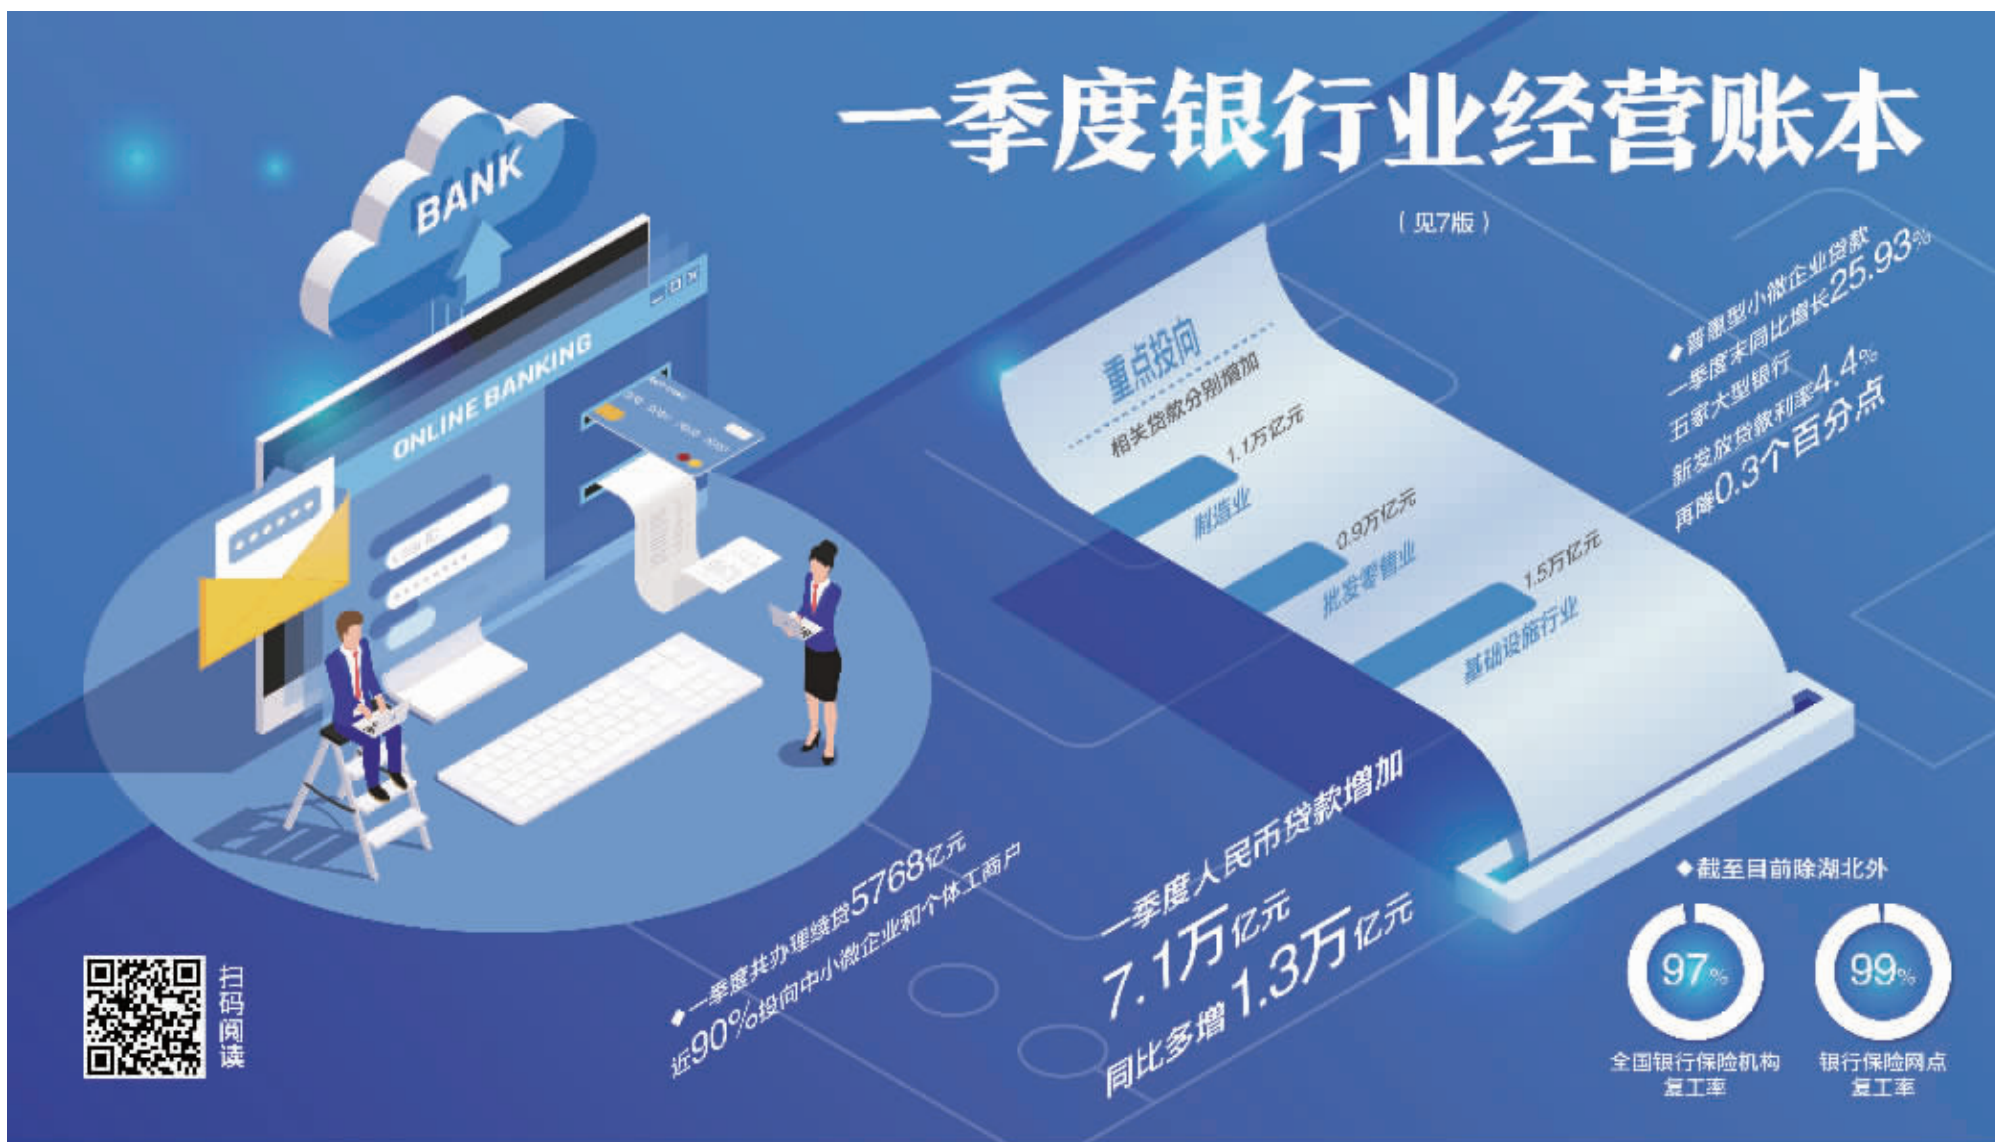 一季度银行业经营账本
（见7版）
BANK
ONLINE BANKING
重点投向
相关贷款分别增加
1.1万亿元
制造业
0.9万亿元
批发零售业
1.5万亿元
基础设施行业
◆普惠型小微企业贷款
一季度末同比增长25.93%
五家大型银行
新发放贷款利率4.4%
再降0.3个百分点
◆一季度共办理续贷5768亿元
近90%投向中小微企业和个体工商户
一季度人民币贷款增加
7.1万亿元
同比多增1.3万亿元
◆截至目前除湖北外
97%
全国银行保险机构
复工率
99%
银行保险网点
复工率
扫码阅读